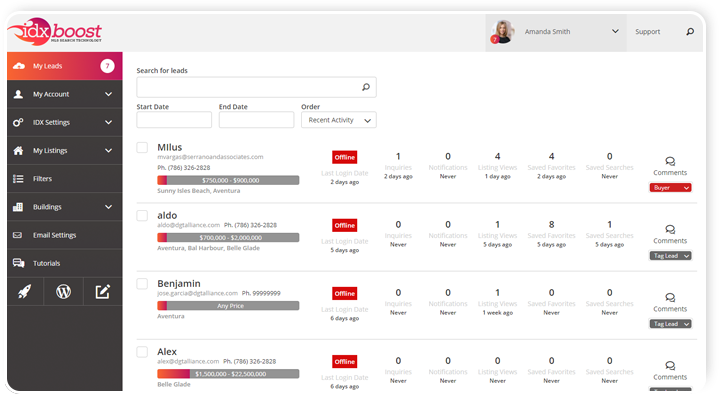 idxboost
MLS SEARCH TECHNOLOGY
7
Amanda Smith
Support
My Leads
7
My Account
IDX Settings
My Listings
Filters
Buildings
Email Settings
Tutorials
Search for leads
Start Date
End Date
Order
Recent Activity
MIlus
mvargas@serranoandassociates.com
Ph. (786) 326-2828
$750,000 - $900,000
Sunny Isles Beach, Aventura
Offline
Last Login Date
2 days ago
1
Inquiries
2 days ago
0
Notifications
Never
4
Listing Views
1 day ago
4
Saved Favorites
2 days ago
0
Saved Searches
Never
Comments
Buyer
aldo
aldo@dgtalliance.com Ph. (786) 326-2828
$700,000 - $2,000,000
Aventura, Bal Harbour, Belle Glade
Offline
Last Login Date
5 days ago
0
Inquiries
Never
0
Notifications
Never
1
Listing Views
5 days ago
8
Saved Favorites
5 days ago
1
Saved Searches
5 days ago
Comments
Tag Lead
Benjamin
jose.garcia@dgtalliance.com Ph. 99999999
Any Price
Aventura
Offline
Last Login Date
6 days ago
0
Inquiries
Never
0
Notifications
Never
1
Listing Views
1 week ago
0
Saved Favorites
Never
0
Saved Searches
Never
Comments
Tag Lead
Alex
alex@dgtalliance.com Ph. (786) 326-2828
$1,500,000 - $22,500,000
Belle Glade
Offline
Last Login Date
6 days ago
0
Inquiries
Never
0
Notifications
Never
0
Listing Views
Never
0
Saved Favorites
Never
0
Saved Searches
Never
Comments